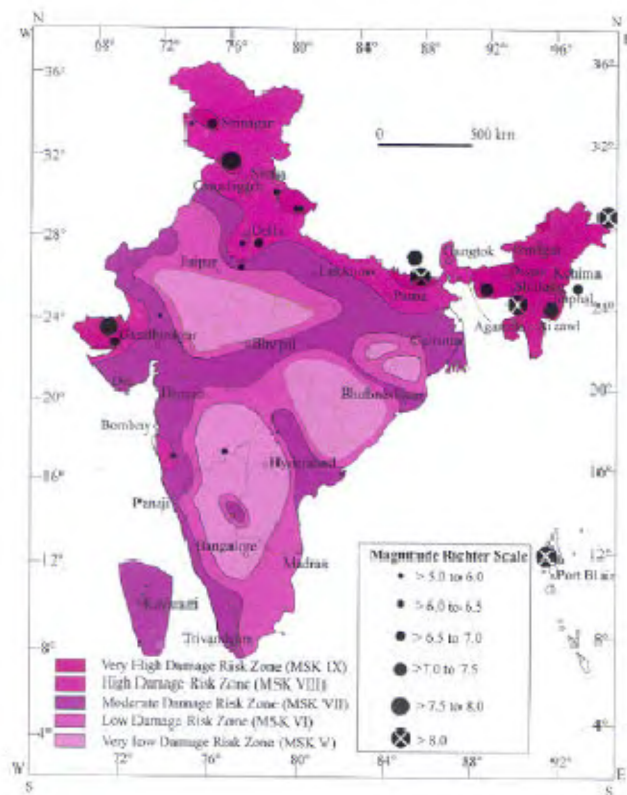 N N
W E
68° 72° 76° 80° 84° 88° 92° 96°
36° 36°
0 500 km
Srinagar
32° 32°
Shimla
Chandigarh
28° 28°
Delhi
Gangtok
Jaipur
Lucknow
Kohima
Patna
Imphal
24° 24°
Gandhinagar
Agartala
Aizawl
Bhopal
Calcutta
Diu
20° 20°
Daman
Bhubneshwar
Bombay
Hyderabad
16° 16°
Panaji
Bangalore
Madras
12° 12°
Port Blair
Kavaratti
Trivandrum
8° 8°
Magnitude Richter Scale
> 5.0 to 6.0
> 6.0 to 6.5
> 6.5 to 7.0
> 7.0 to 7.5
> 7.5 to 8.0
> 8.0
Very High Damage Risk Zone (MSK IX)
High Damage Risk Zone (MSK VIII)
Moderate Damage Risk Zone (MSK VII)
Low Damage Risk Zone (MSK VI)
Very low Damage Risk Zone (MSK V)
4° 4°
W E
72° 76° 80° 84° 88° 92°
S S